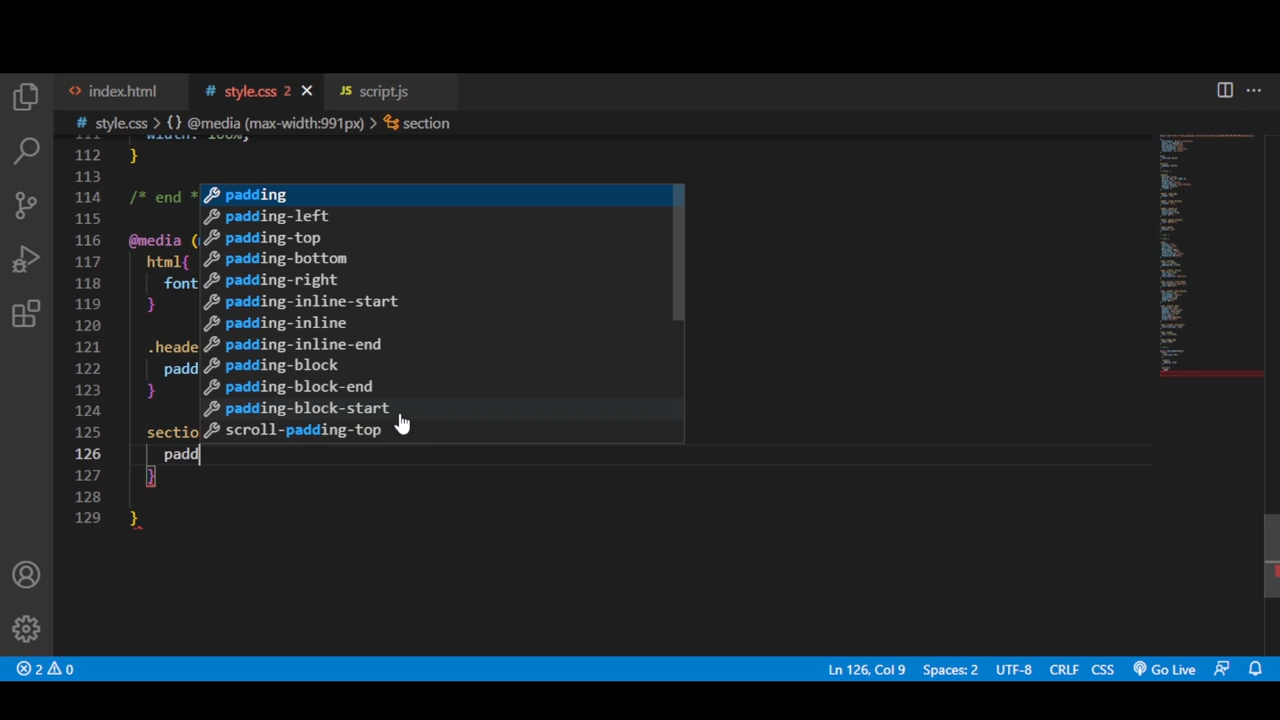 <> index.html
# style.css 2 ×
JS script.js
...
# style.css > {} @media (max-width:991px) > section
112 }
113
114 /* end *
115
116 @media (
117 html{
118 font
119 }
120
121 .heade
122 padd
123 }
124
125 sectio
126 padd
127 }
128
129 }
padding
padding-left
padding-top
padding-bottom
padding-right
padding-inline-start
padding-inline
padding-inline-end
padding-block
padding-block-end
padding-block-start
scroll-padding-top
2 0
Ln 126, Col 9 Spaces: 2 UTF-8 CRLF CSS Go Live